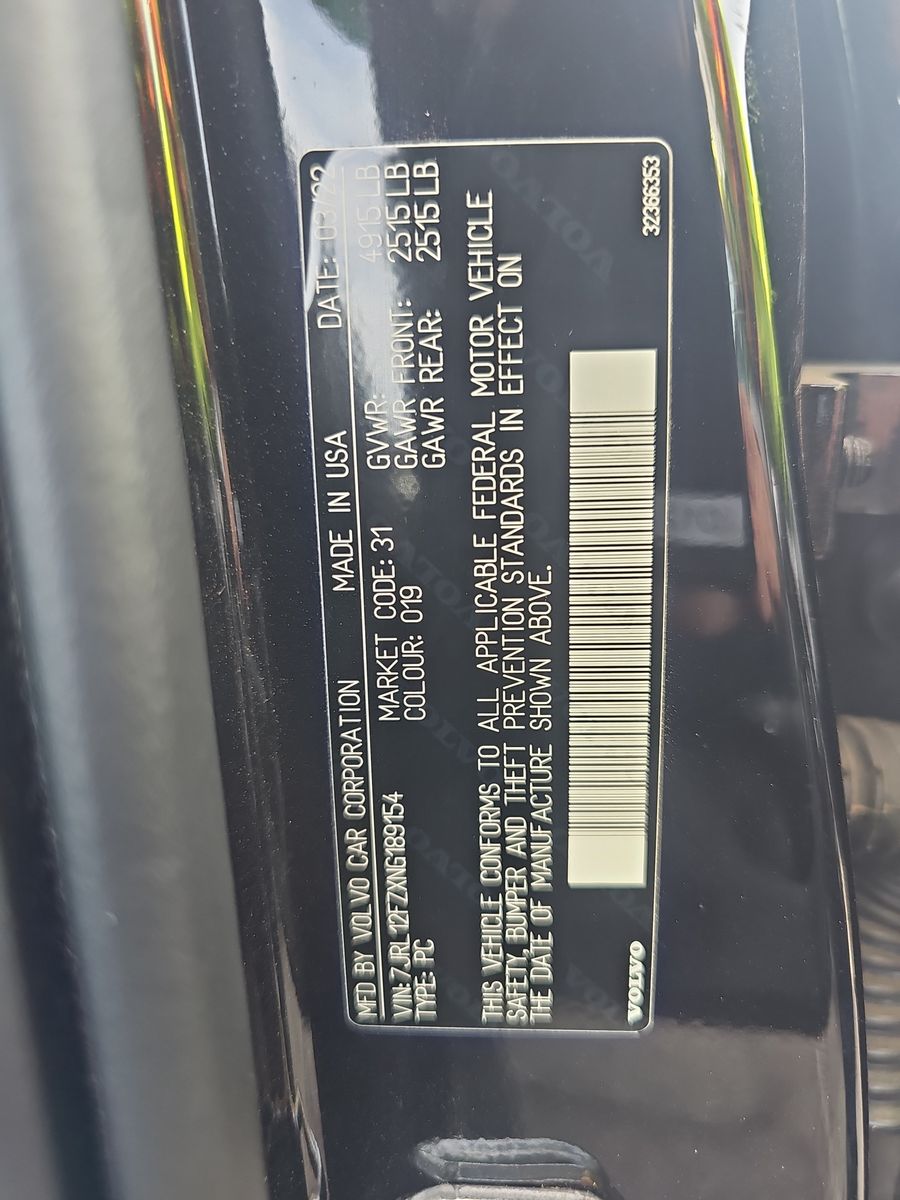 MFD BY VOLVO CAR CORPORATION MADE IN USA DATE: 03/22
VIN: 7JRL12FZXNG189154 MARKET CODE: 31 GVWR: 4915 LB
TYPE: PC COLOUR: 019 GAWR FRONT: 2515 LB
GAWR REAR: 2515 LB
THIS VEHICLE CONFORMS TO ALL APPLICABLE FEDERAL MOTOR VEHICLE
SAFETY, BUMPER AND THEFT PREVENTION STANDARDS IN EFFECT ON
THE DATE OF MANUFACTURE SHOWN ABOVE.
VOLVO 32366353